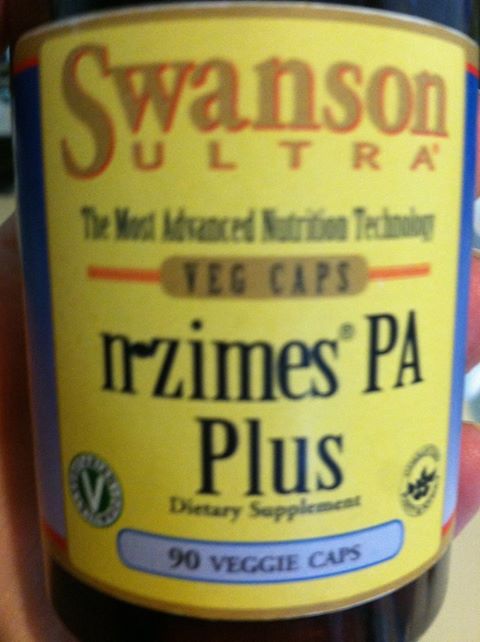 Swanson
ULTRA®
The Most Advanced Nutrition Technology
VEG CAPS
n•zimes® PA
Plus
Dietary Supplement
V
90 VEGGIE CAPS